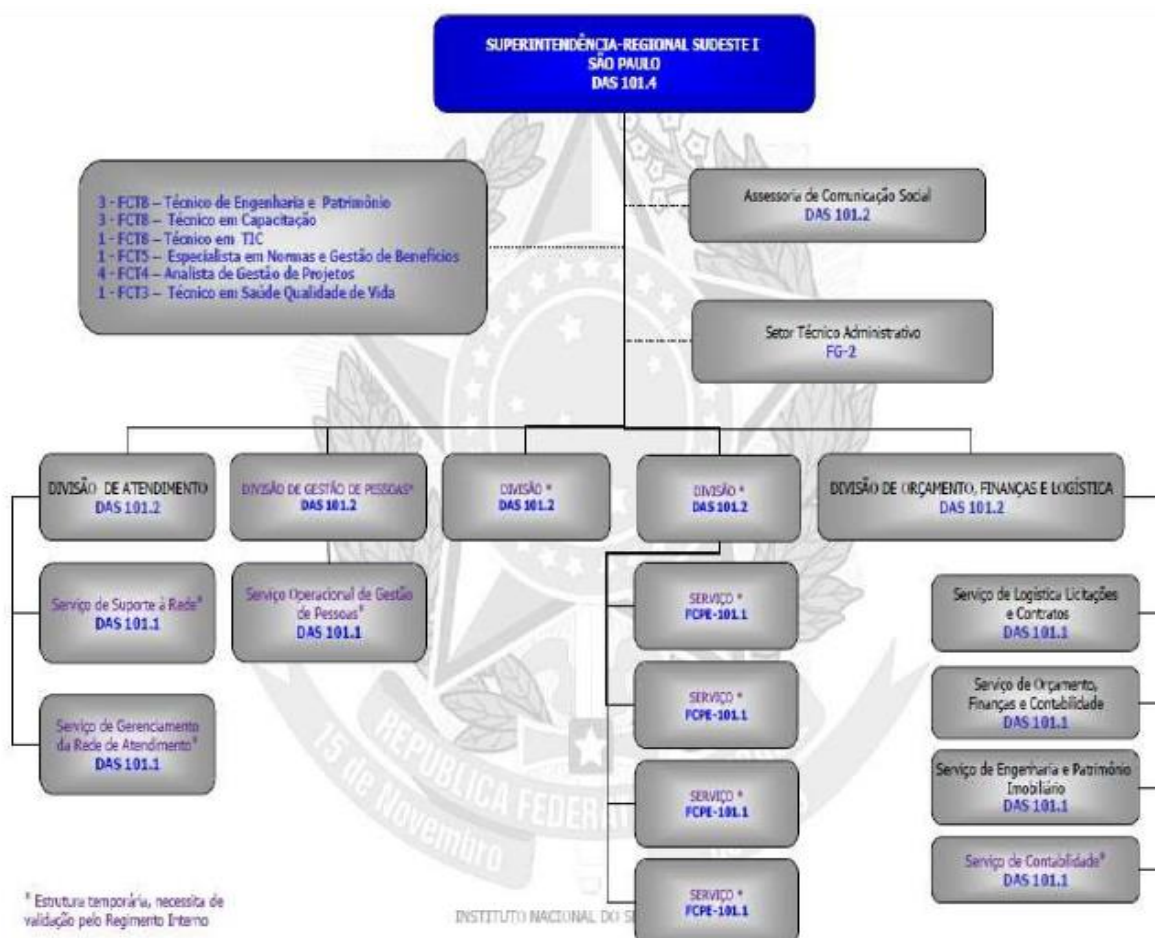 SUPERINTENDÊNCIA-REGIONAL SUDESTE I
SÃO PAULO
DAS 101.4
3 - FCT8 – Técnico de Engenharia e Patrimônio
3 - FCT8 – Técnico em Capacitação
1 - FCT8 – Técnico em TIC
1 - FCT5 – Especialista em Normas e Gestão de Benefícios
4 - FCT4 – Analista de Gestão de Projetos
1 - FCT3 – Técnico em Saúde Qualidade de Vida
Assessoria de Comunicação Social
DAS 101.2
Setor Técnico Administrativo
FG-2
DIVISÃO DE ATENDIMENTO
DAS 101.2
DIVISÃO DE GESTÃO DE PESSOAS*
DAS 101.2
DIVISÃO *
DAS 101.2
DIVISÃO *
DAS 101.2
DIVISÃO DE ORÇAMENTO, FINANÇAS E LOGÍSTICA
DAS 101.2
Serviço de Suporte à Rede*
DAS 101.1
Serviço de Gerenciamento
da Rede de Atendimento*
DAS 101.1
Serviço Operacional de Gestão
de Pessoas*
DAS 101.1
SERVIÇO *
FCPE-101.1
SERVIÇO *
FCPE-101.1
SERVIÇO *
FCPE-101.1
SERVIÇO *
FCPE-101.1
Serviço de Logística Licitações
e Contratos
DAS 101.1
Serviço de Orçamento,
Finanças e Contabilidade
DAS 101.1
Serviço de Engenharia e Patrimônio
Imobiliário
DAS 101.1
Serviço de Contabilidade*
DAS 101.1
REPÚBLICA FEDERA
15 de Novembro
* Estrutura temporária, necessita de
validação pelo Regimento Interno
INSTITUTO NACIONAL DO